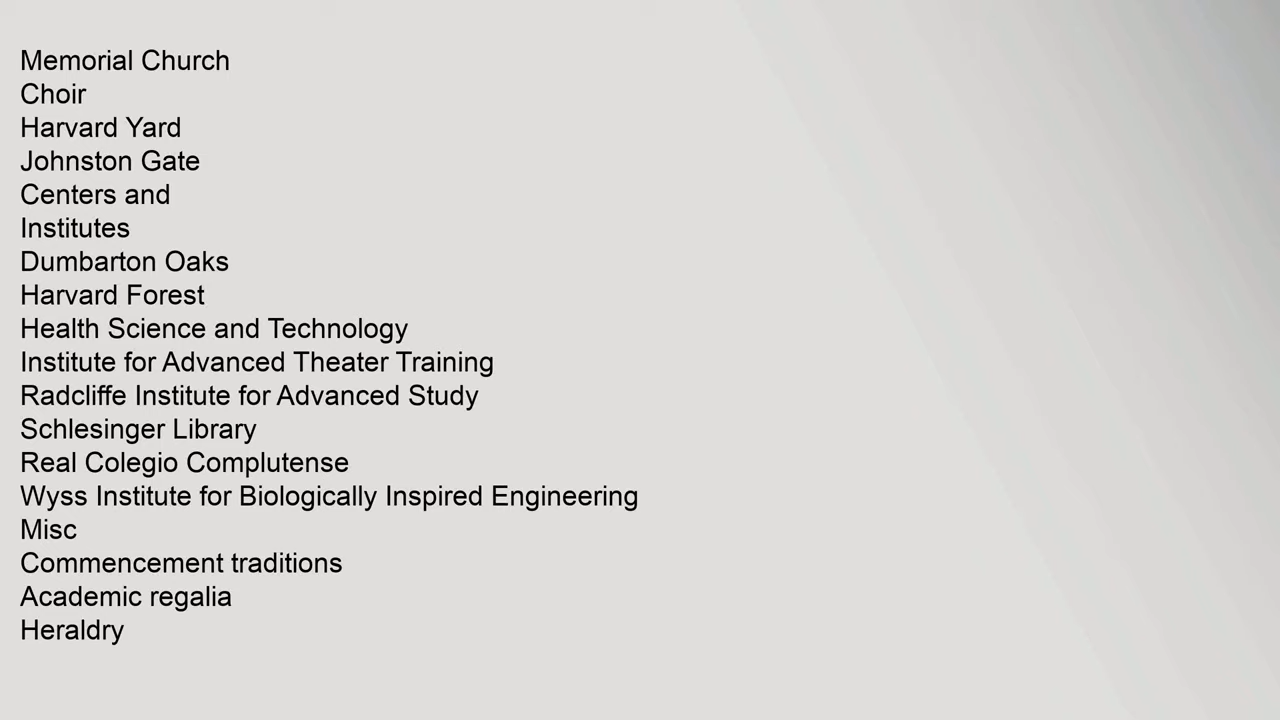 Memorial Church
Choir
Harvard Yard
Johnston Gate
Centers and
Institutes
Dumbarton Oaks
Harvard Forest
Health Science and Technology
Institute for Advanced Theater Training
Radcliffe Institute for Advanced Study
Schlesinger Library
Real Colegio Complutense
Wyss Institute for Biologically Inspired Engineering
Misc
Commencement traditions
Academic regalia
Heraldry